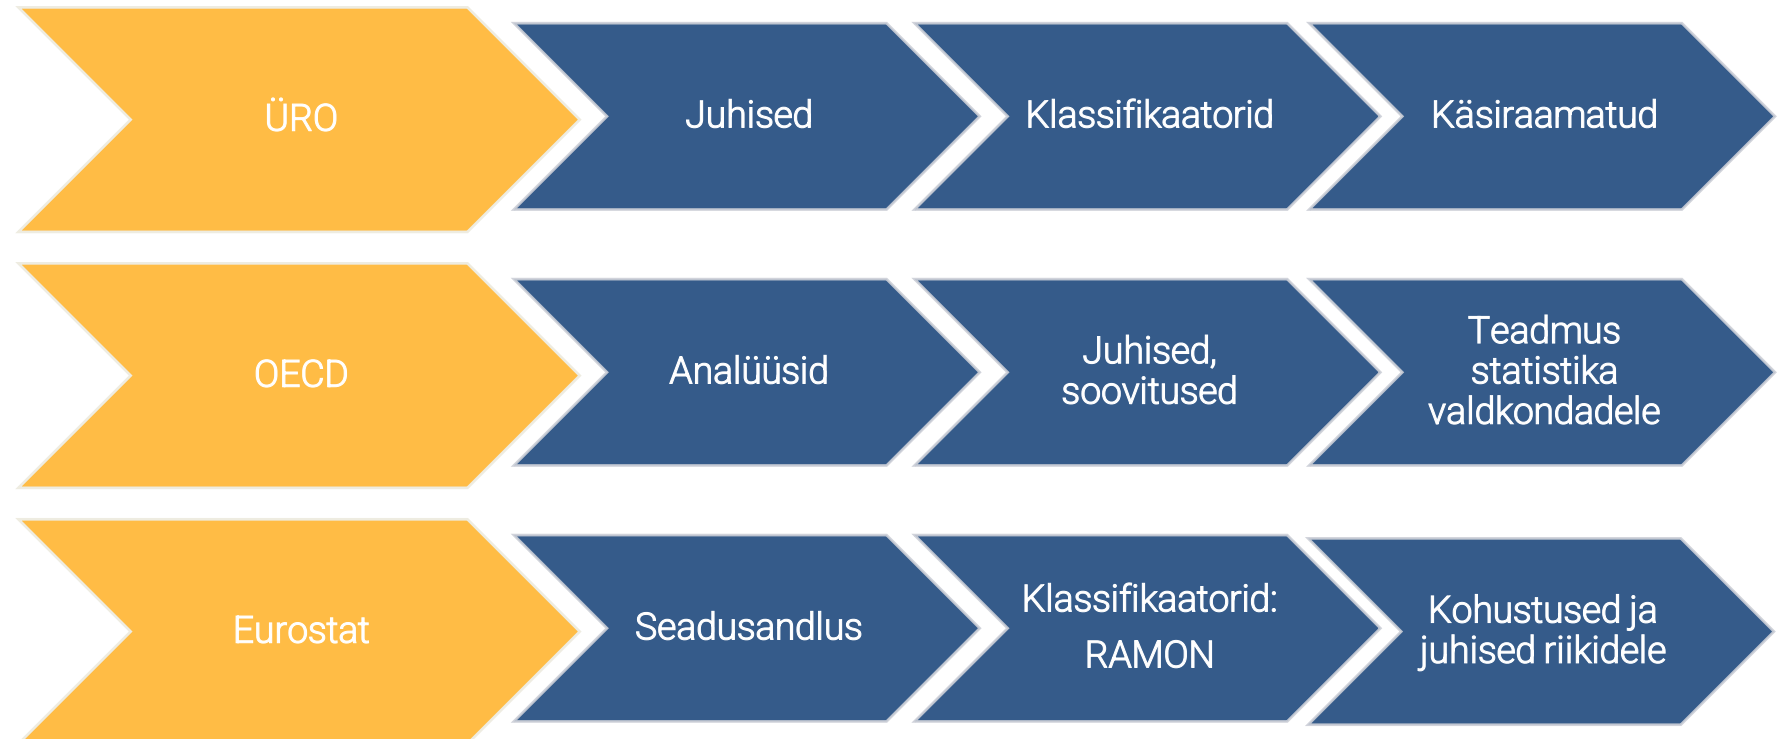 ÜRO
Juhised
Klassifikaatorid
Käsiraamatud
OECD
Analüüsid
Juhised,
soovitused
Teadmus
statistika
valdkondadele
Eurostat
Seadusandlus
Klassifikaatorid:
RAMON
Kohustused ja
juhised riikidele